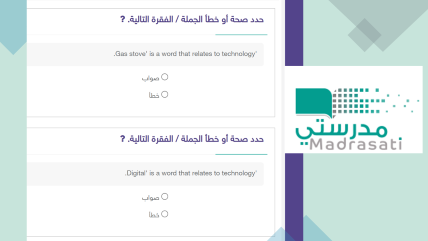 حدد صحة أو خطأ الجملة / الفقرة التالية. ?
.Gas stove' is a word that relates to technology'
صواب
خطأ
حدد صحة أو خطأ الجملة / الفقرة التالية. ?
.Digital' is a word that relates to technology'
صواب
خطأ
مدرستي
Madrasati